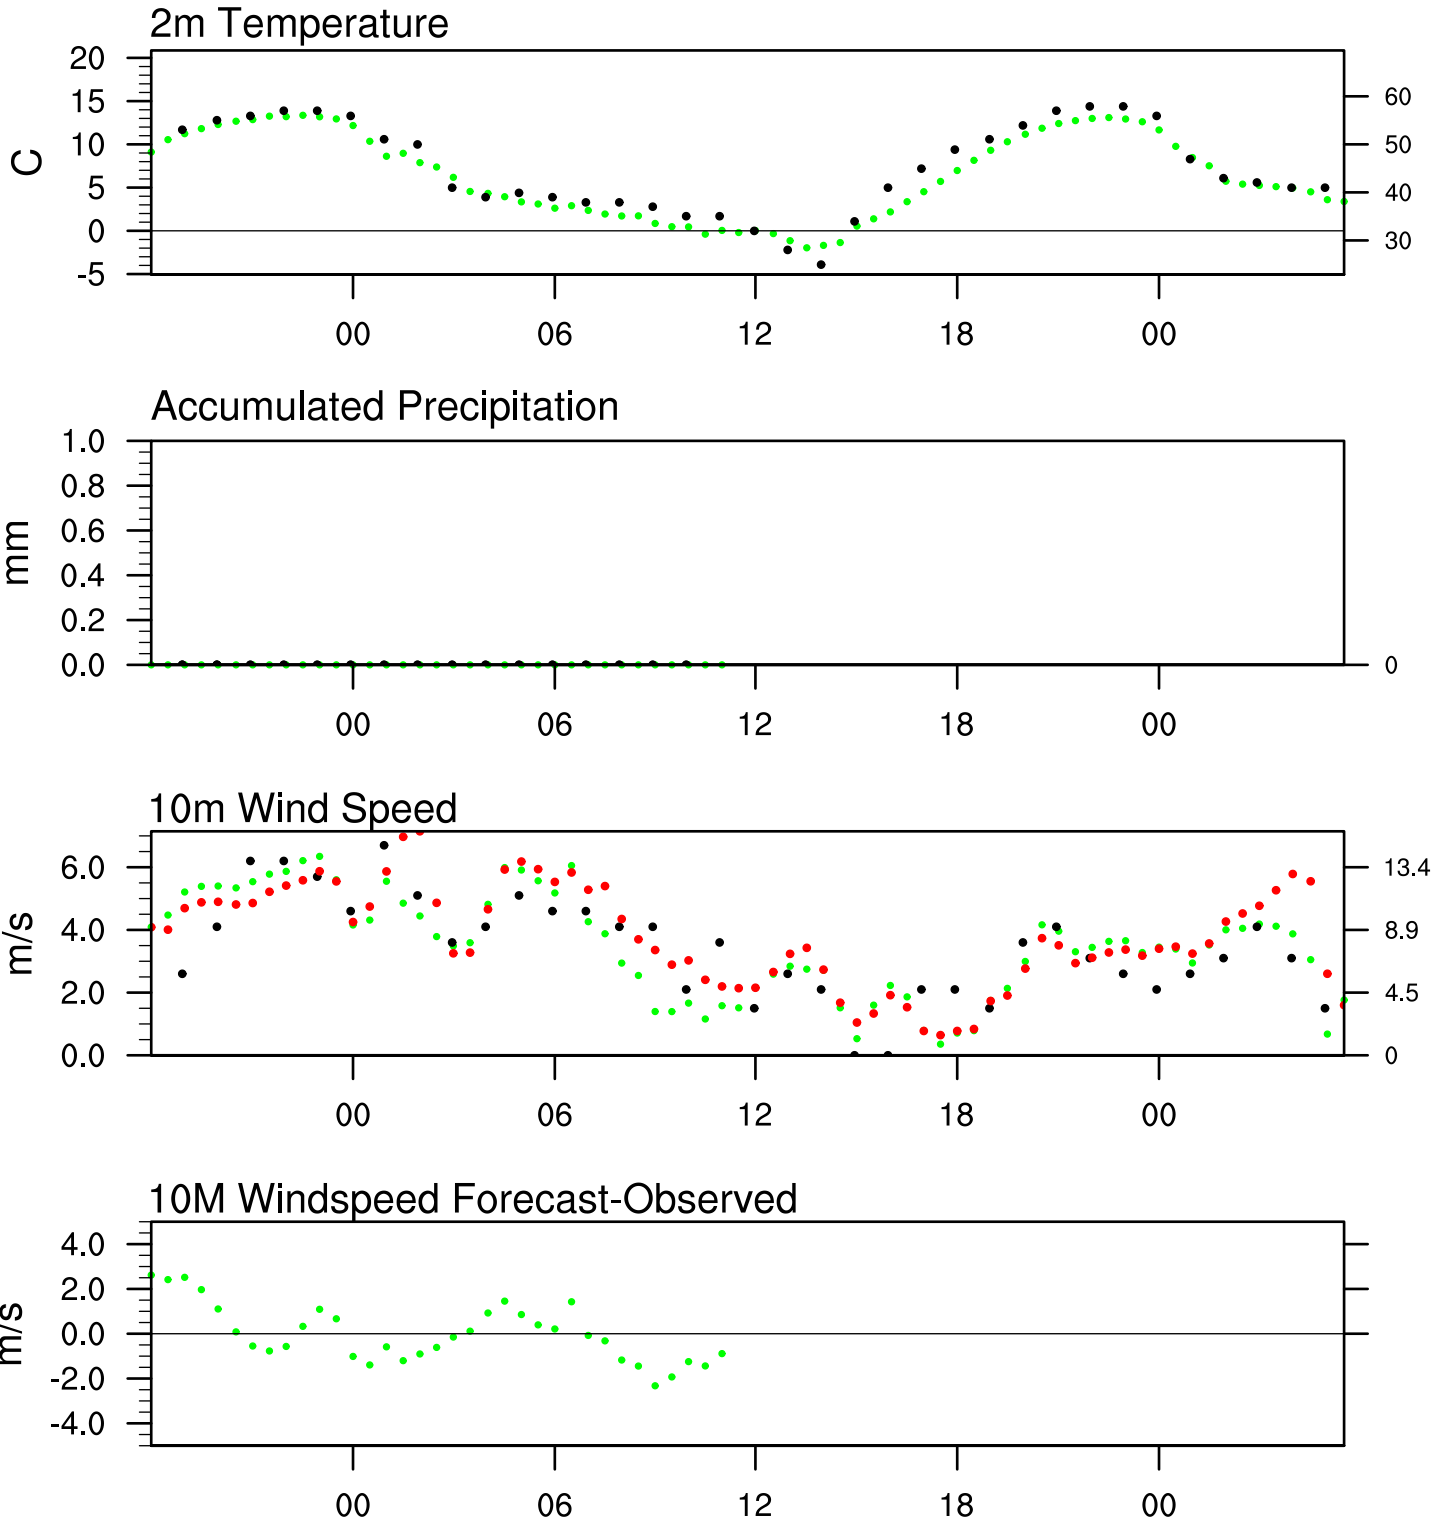 2m Temperature
20
15
10
5
0
-5
C
60
50
40
30
00 06 12 18 00
Accumulated Precipitation
1.0
0.8
0.6
0.4
0.2
0.0
mm
0
00 06 12 18 00
10m Wind Speed
6.0
4.0
2.0
0.0
m/s
13.4
8.9
4.5
0
00 06 12 18 00
10M Windspeed Forecast-Observed
4.0
2.0
0.0
-2.0
-4.0
m/s
00 06 12 18 00